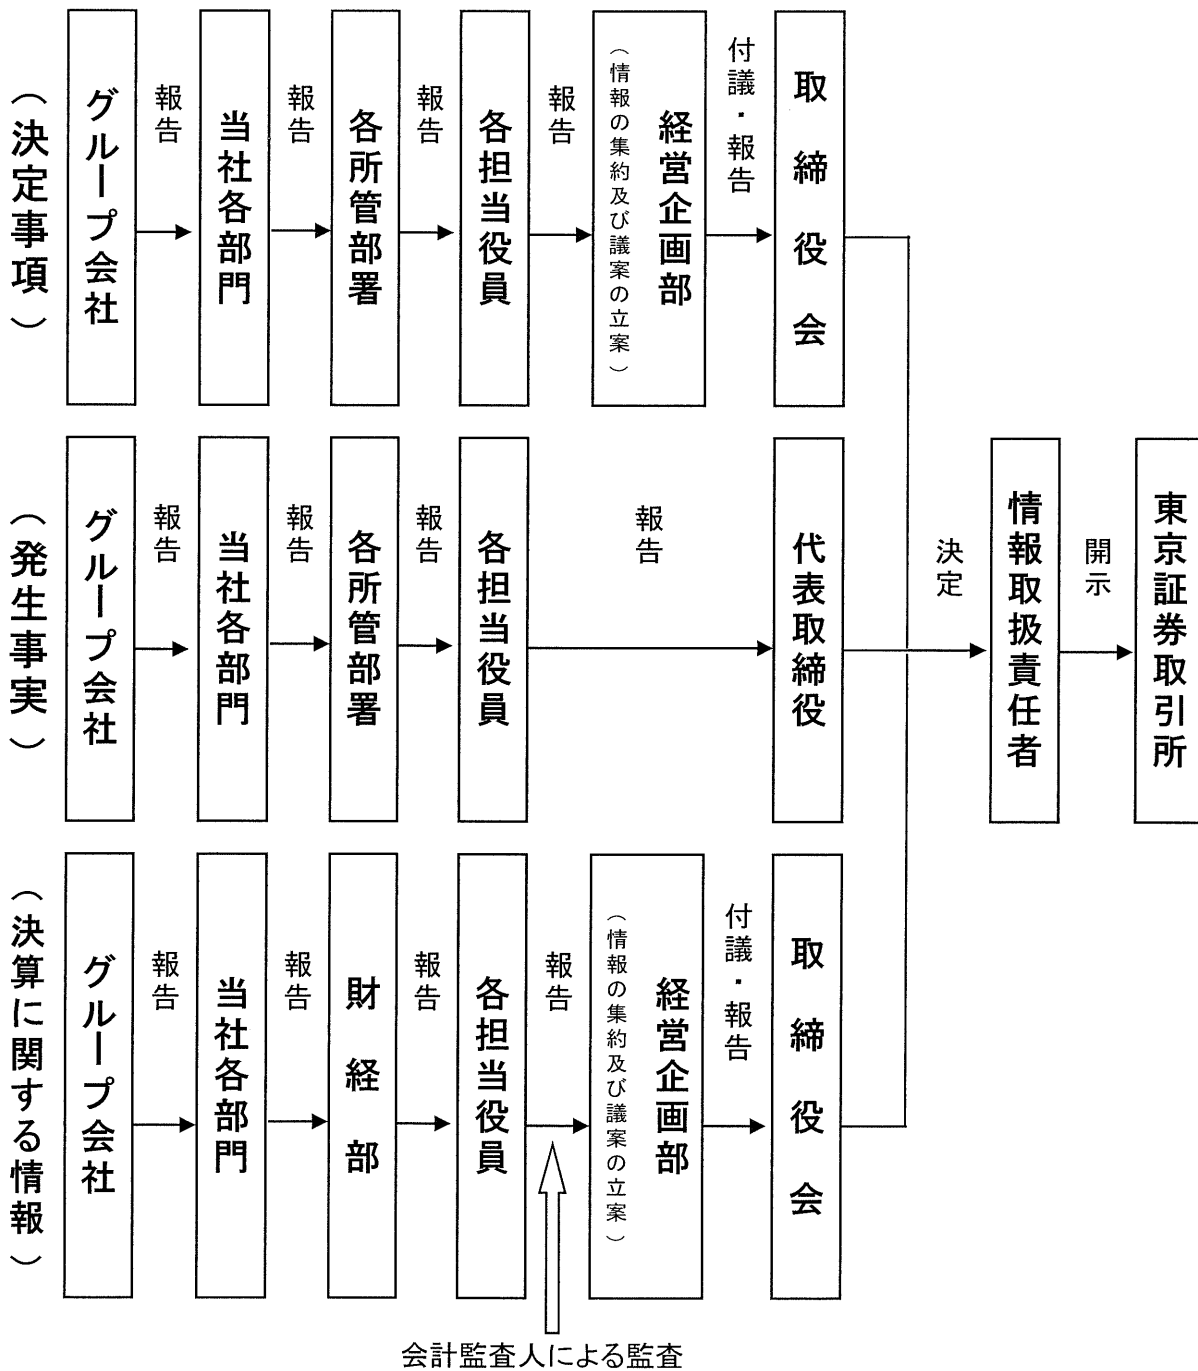 （決定事項）
グループ会社
報告
当社各部門
報告
各所管部署
報告
各担当役員
報告
経営企画部
（情報の集約及び議案の立案）
付議・報告
取締役会
（発生事実）
グループ会社
報告
当社各部門
報告
各所管部署
報告
各担当役員
報告
代表取締役
決定
情報取扱責任者
開示
東京証券取引所
（決算に関する情報）
グループ会社
報告
当社各部門
報告
財経部
報告
各担当役員
報告
経営企画部
（情報の集約及び議案の立案）
付議・報告
取締役会
会計監査人による監査